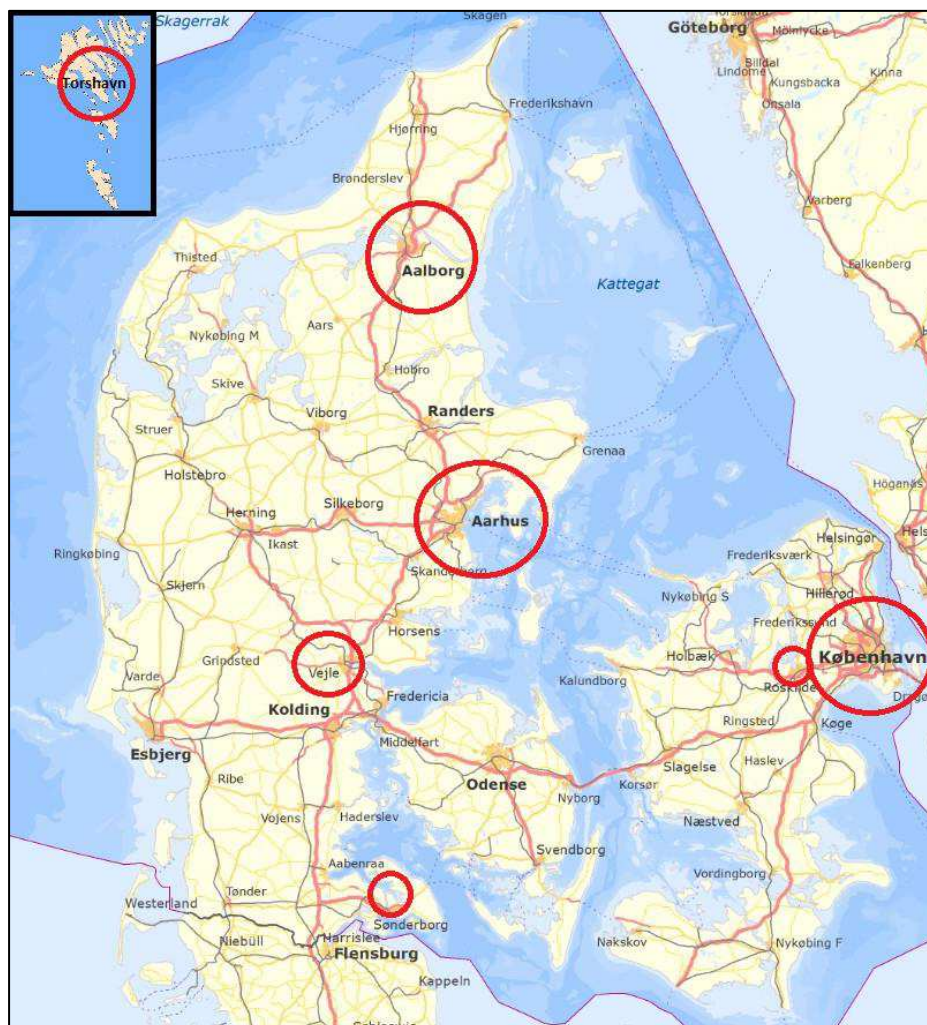 Skagerrak
Skagen
Göteborg
Mölnlycke
Billdal
Lindome
Kungsbacka
Kinna
Onsala
Torshavn
Frederikshavn
Hjørring
Brønderslev
Varberg
Thisted
Aalborg
Falkenberg
Kattegat
Aars
Nykøbing M
Hobro
Skive
Randers
Viborg
Struer
Grenaa
Holstebro
Höganäs
Silkeborg
Herning
Aarhus
Ikast
Helsingør
Ringkøbing
Frederiksværk
Skanderborg
Skjern
Hillerød
Nykøbing S
Horsens
Frederikssund
Grindsted
Holbæk
København
Vejle
Varde
Kalundborg
Roskilde
Fredericia
Kolding
Ringsted
Køge
Middelfart
Esbjerg
Odense
Slagelse
Haslev
Ribe
Nyborg
Korsør
Vojens
Haderslev
Næstved
Svendborg
Aabenraa
Vordingborg
Tønder
Westerland
Sønderborg
Niebüll
Harrislee
Nakskov
Nykøbing F
Flensburg
Kappeln